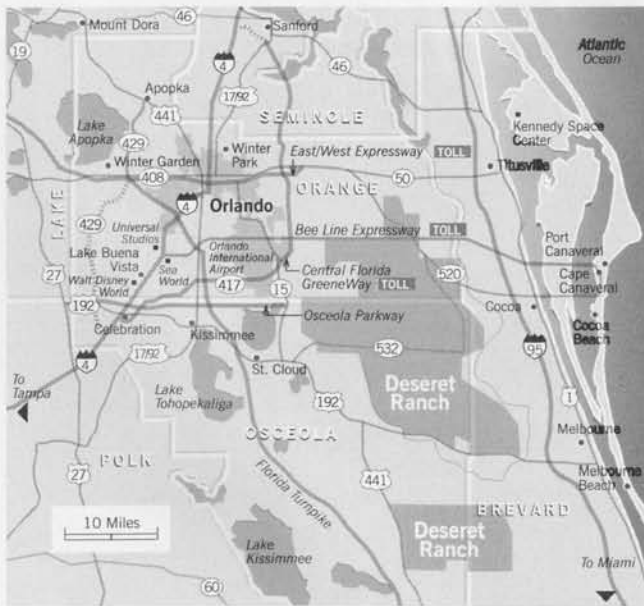 46
Mount Dora
Sanford
Atlantic
Ocean
19
4
46
Apopka
17/92
441
SEMINOLE
Kennedy Space
Center
Lake
Apopka
429
Winter
Park
East/West Expressway
TOLL
Winter Garden
Titusville
408
ORANGE
50
LAKE
4
Orlando
429
Universal
Studios
Bee Line Expressway
TOLL
Lake Buena
Vista
Orlando
International
Airport
Port
Canaveral
27
Sea
World
Central Florida
GreeneWay
TOLL
520
Cape
Canaveral
Walt Disney
World
417
15
192
Osceola Parkway
Cocoa
Cocoa
Beach
Celebration
Kissimmee
532
95
17/92
4
St. Cloud
To
Tampa
Lake
Tohopekaliga
192
Deseret
Ranch
1
OSCEOLA
Melbourne
POLK
27
441
Melbourne
Beach
Florida Turnpike
BREVARD
10 Miles
Deseret
Ranch
Lake
Kissimmee
To Miami
60